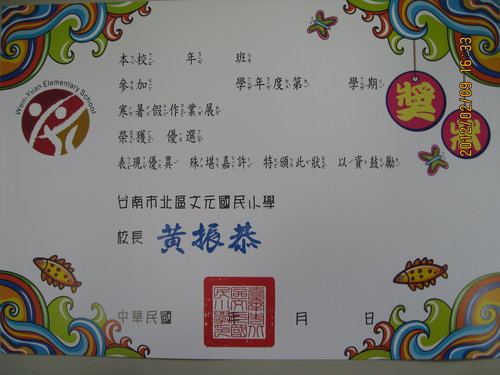 Wen-Yuan Elementary School
獎狀
2012/02/09 16:33
本校 年 班
參加 學年度第 學期
寒暑假作業展
榮獲 優選
表現優異 殊堪嘉許 特頒此狀 以資鼓勵
台南市北區文元國民小學
校長 黃振恭
中華民國 年 月 日